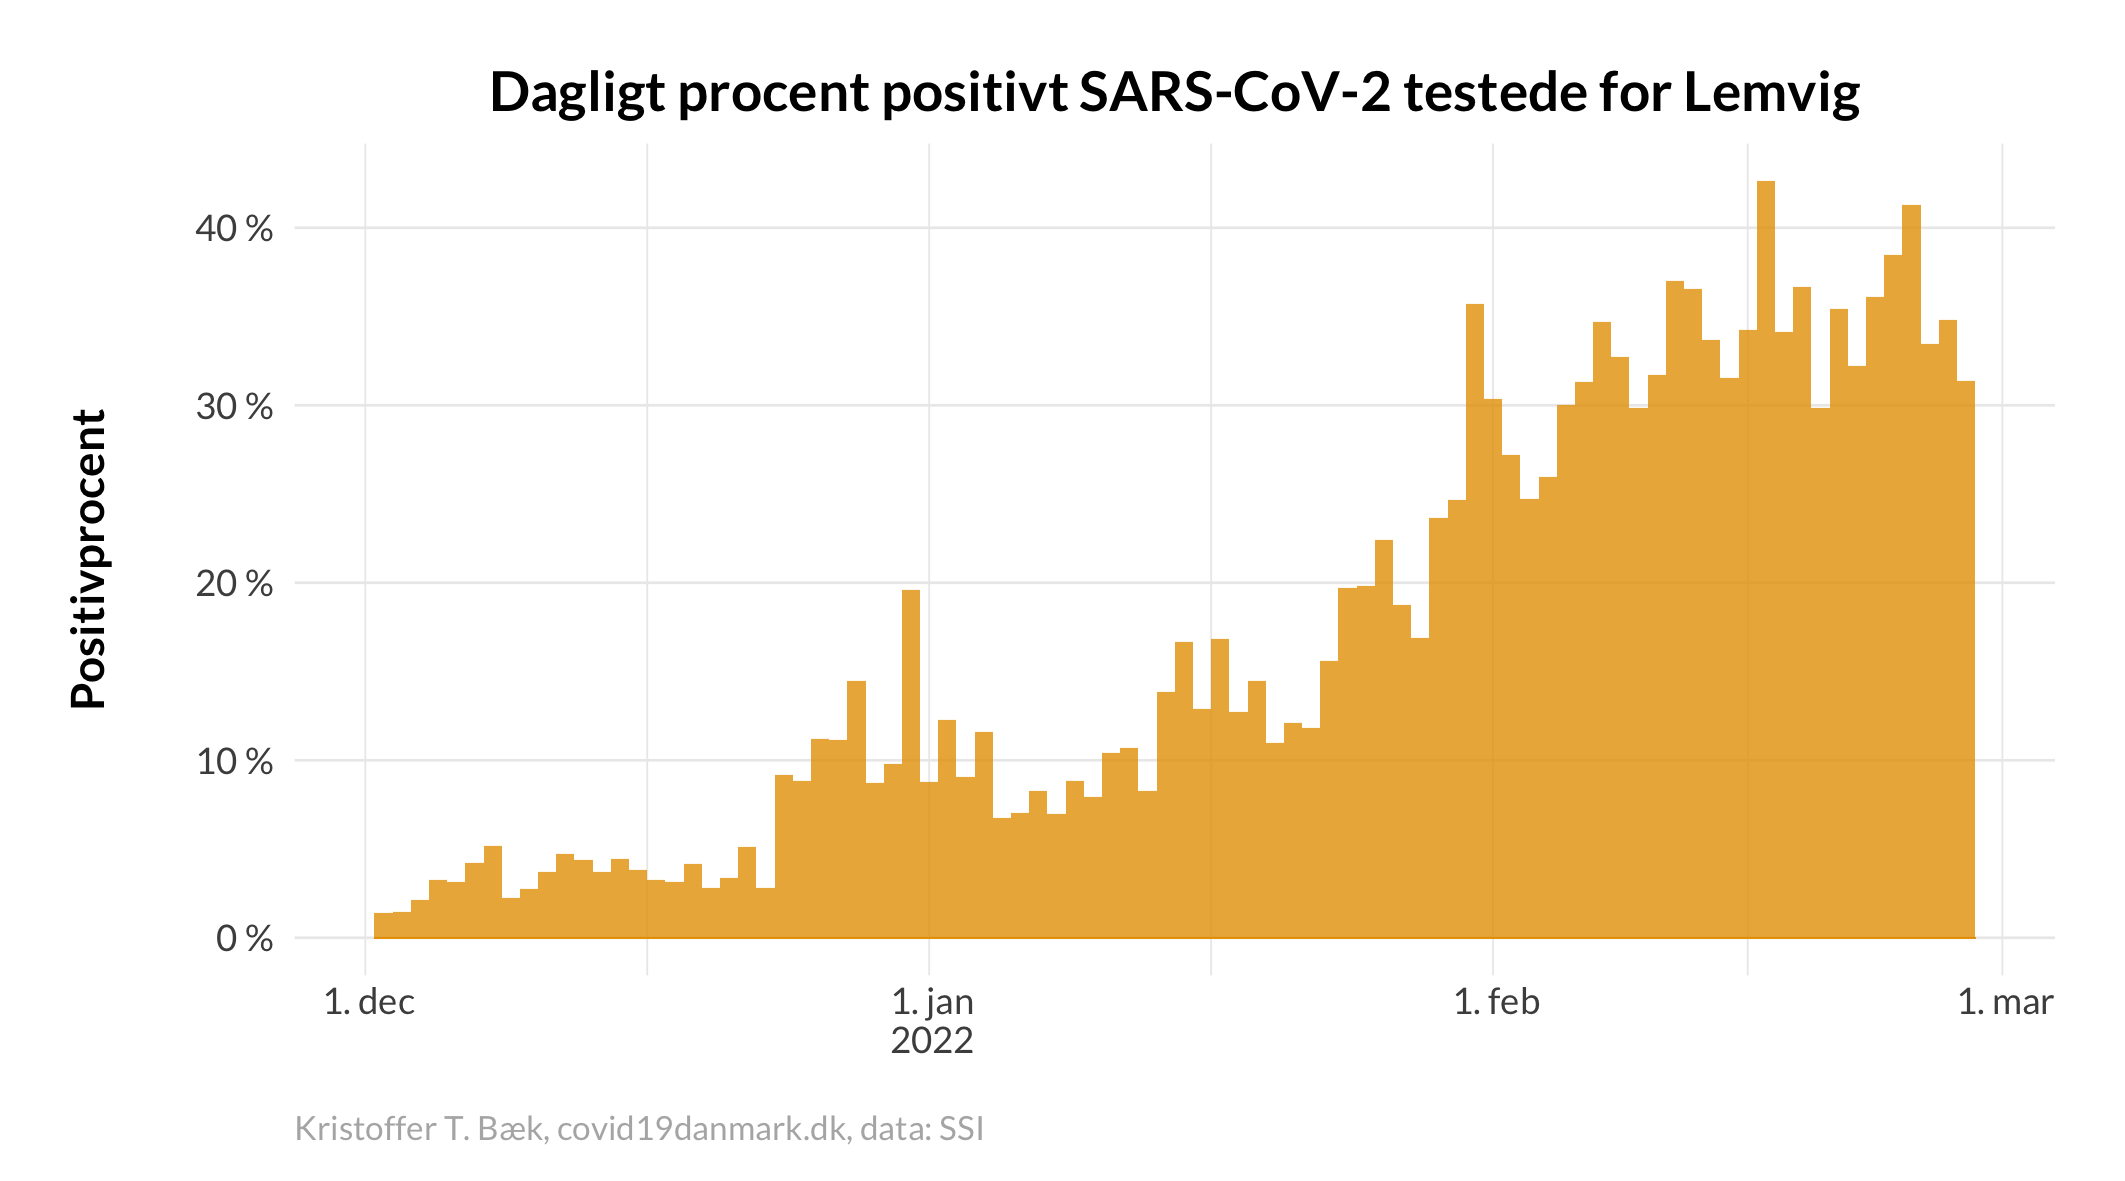 Dagligt procent positivt SARS-CoV-2 testede for Lemvig
Positivprocent
40 %
30 %
20 %
10 %
0 %
1. dec
1. jan
2022
1. feb
1. mar
Kristoffer T. Bæk, covid19danmark.dk, data: SSI